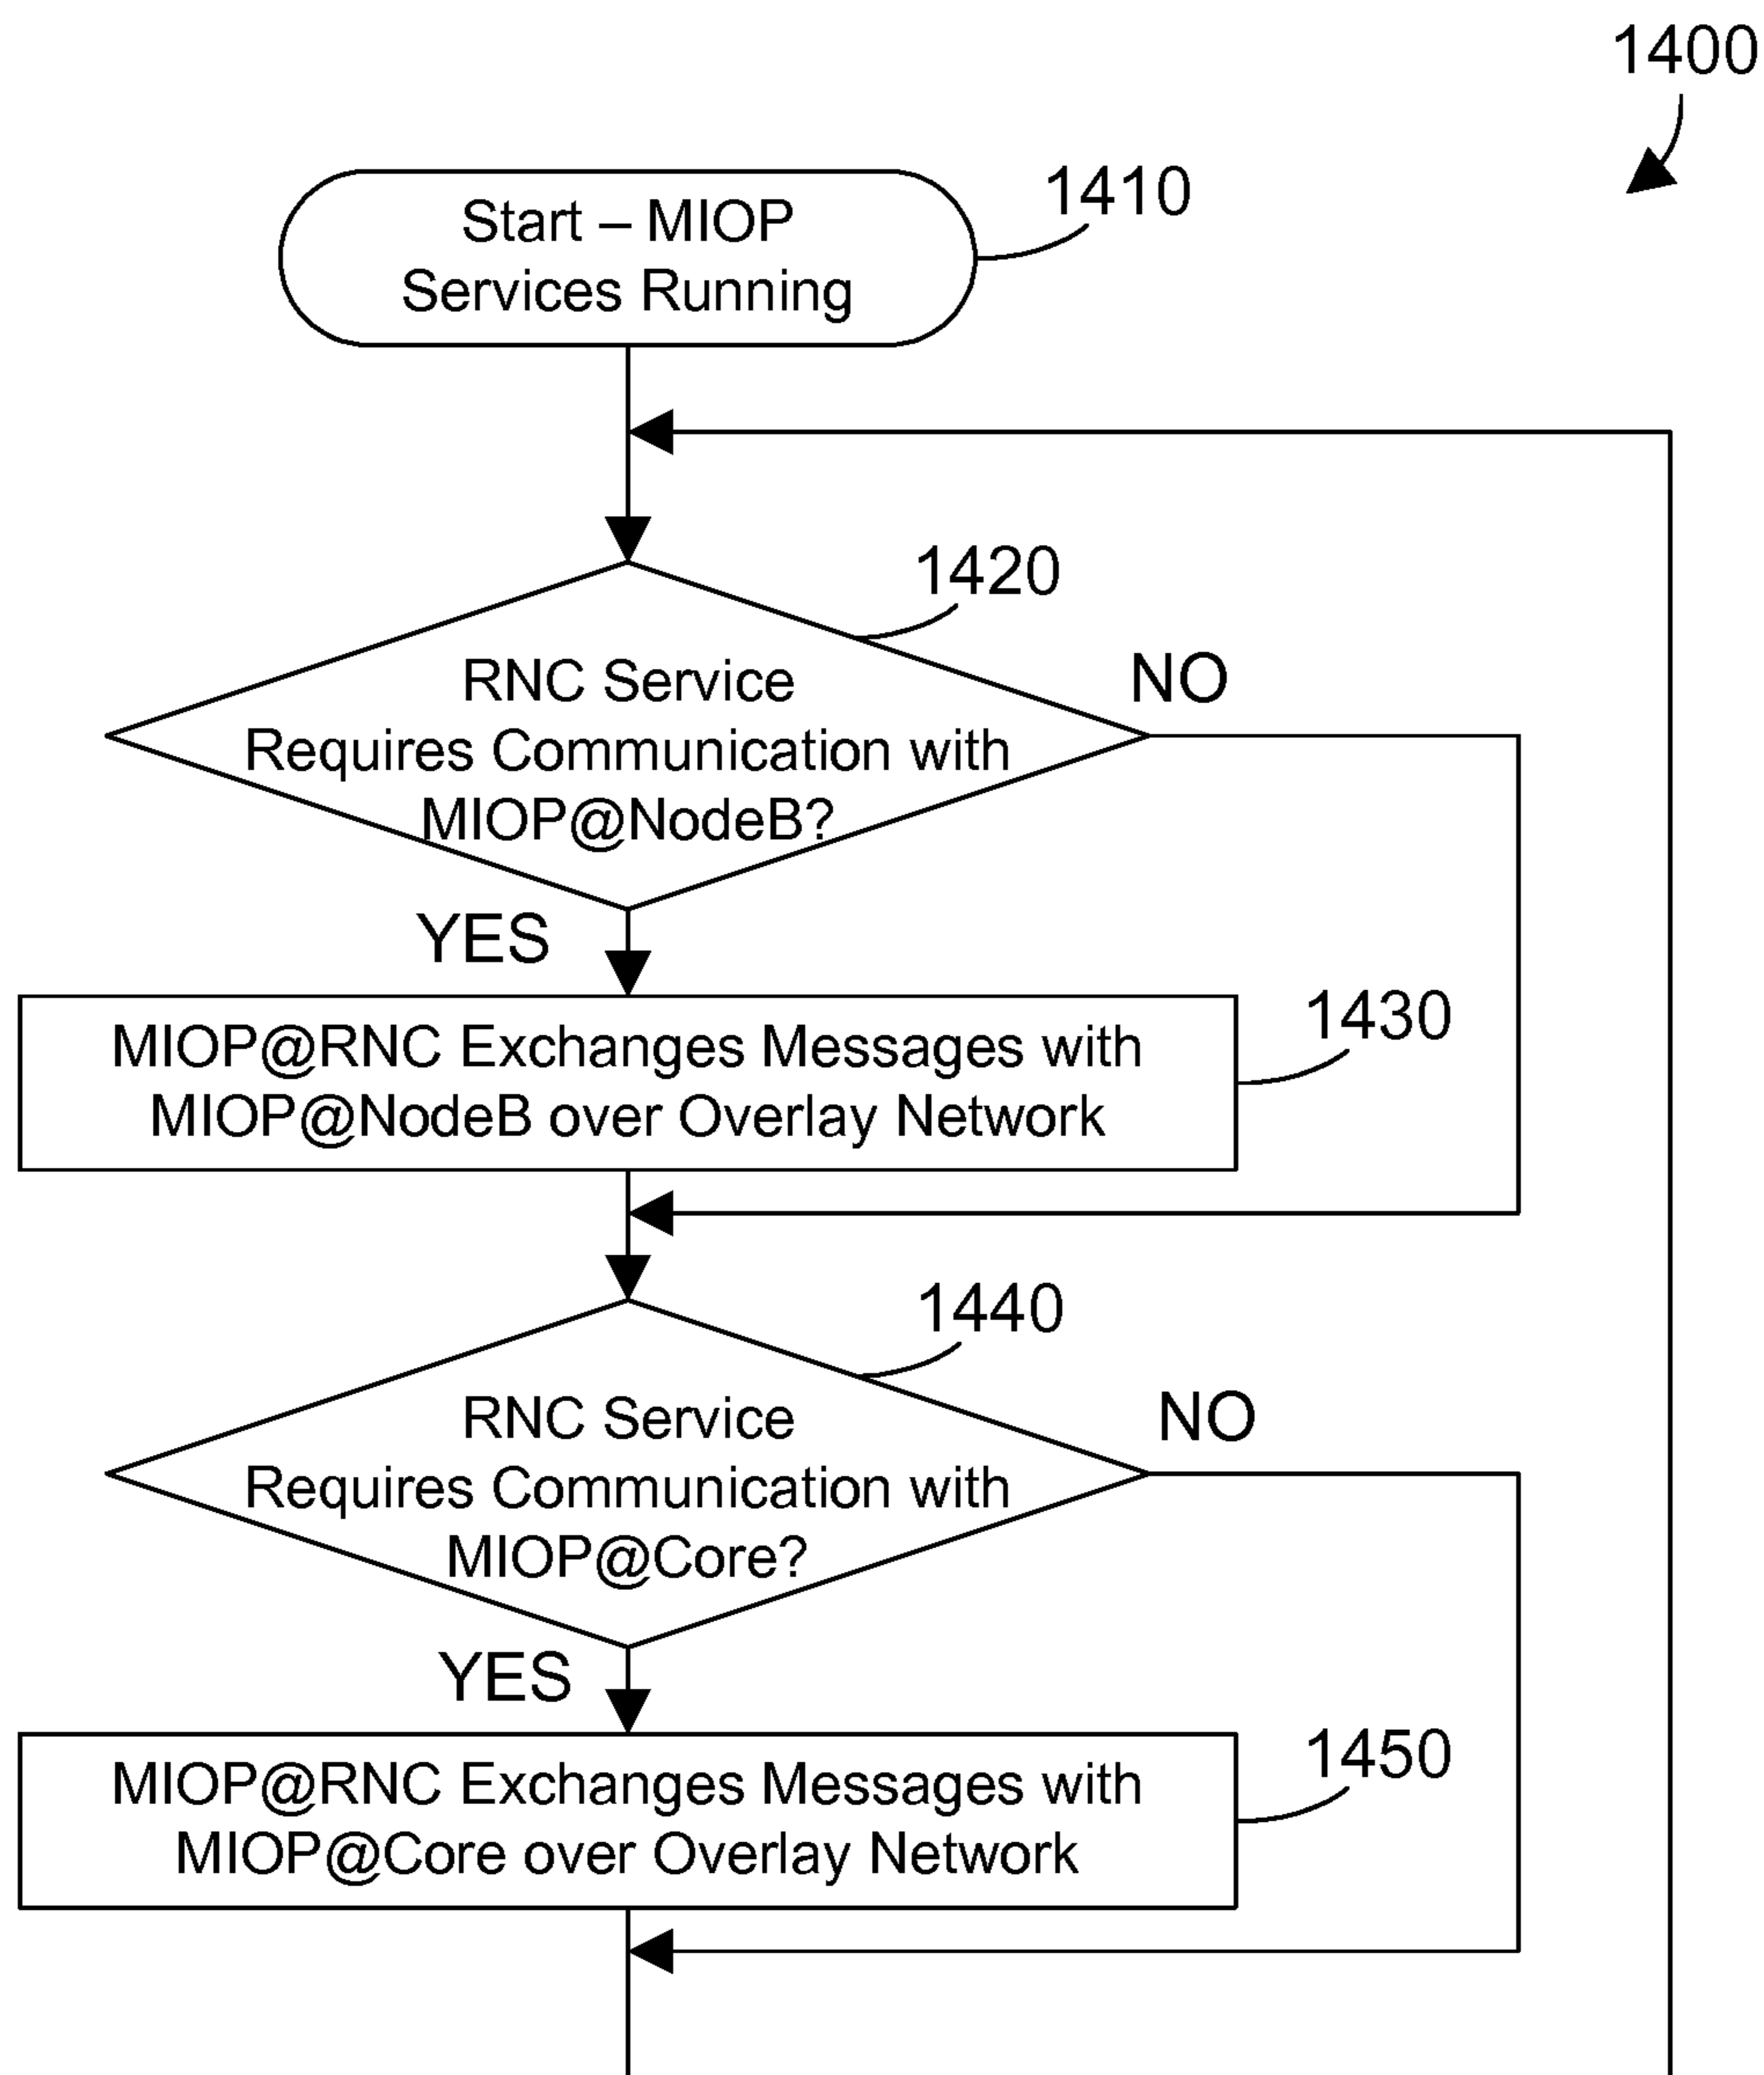 1400
Start – MIOP
Services Running
1410
1420
RNC Service
Requires Communication with
MIOP@NodeB?
NO
YES
1430
MIOP@RNC Exchanges Messages with
MIOP@NodeB over Overlay Network
1440
RNC Service
Requires Communication with
MIOP@Core?
NO
YES
1450
MIOP@RNC Exchanges Messages with
MIOP@Core over Overlay Network